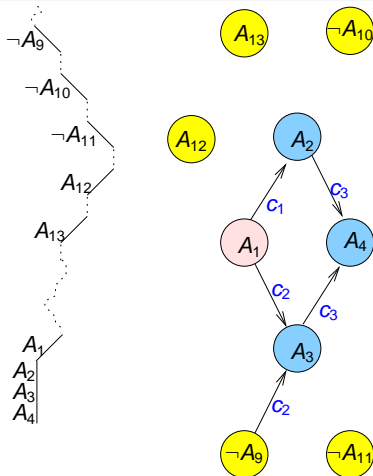 ¬A₉
¬A₁₀
¬A₁₁
A₁₂
A₁₃
A₁
A₂
A₃
A₄
A₁₃
¬A₁₀
A₁₂
A₂
c₁
c₃
A₁
A₄
c₂
c₃
A₃
c₂
¬A₉
¬A₁₁